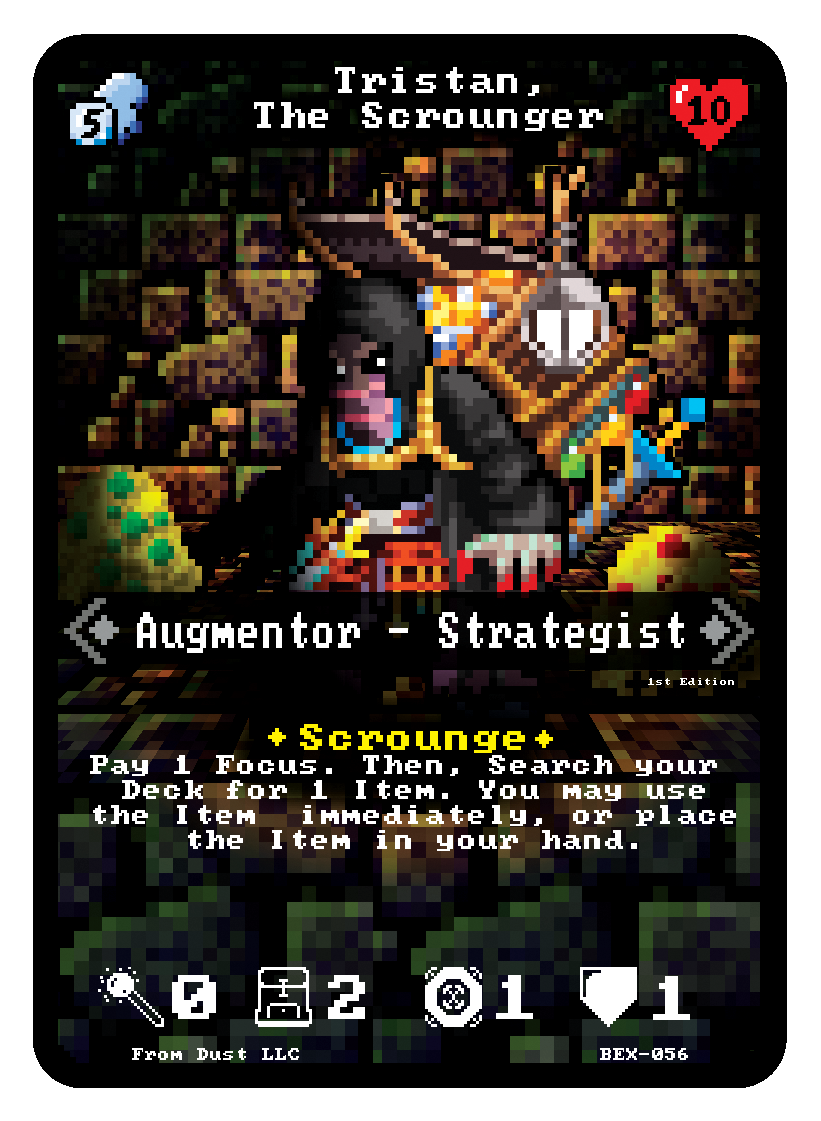 Tristan,
The Scrounger
5
10
Augmentor - Strategist
1st Edition
Scrounge
Pay 1 Focus. Then, Search your
Deck for 1 Item. You may use
the Item immediately, or place
the Item in your hand.
0 2 1 1
From Dust LLC BEX-056